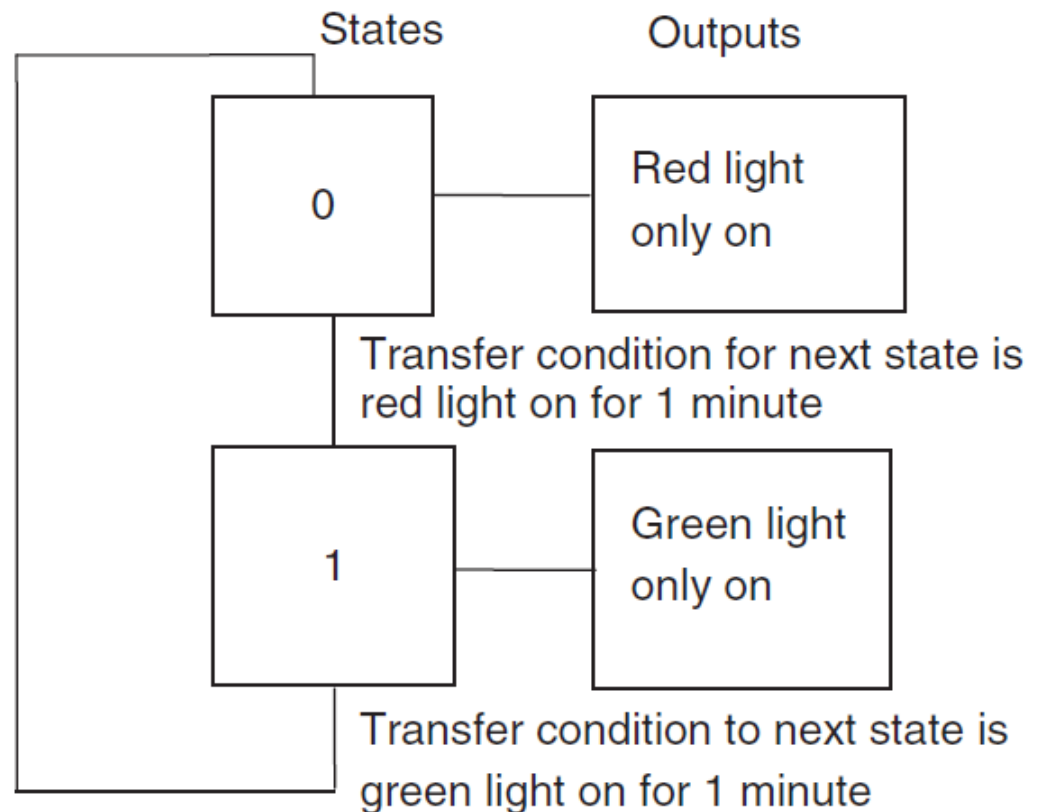 States
Outputs
0
Red light
only on
Transfer condition for next state is
red light on for 1 minute
1
Green light
only on
Transfer condition to next state is
green light on for 1 minute